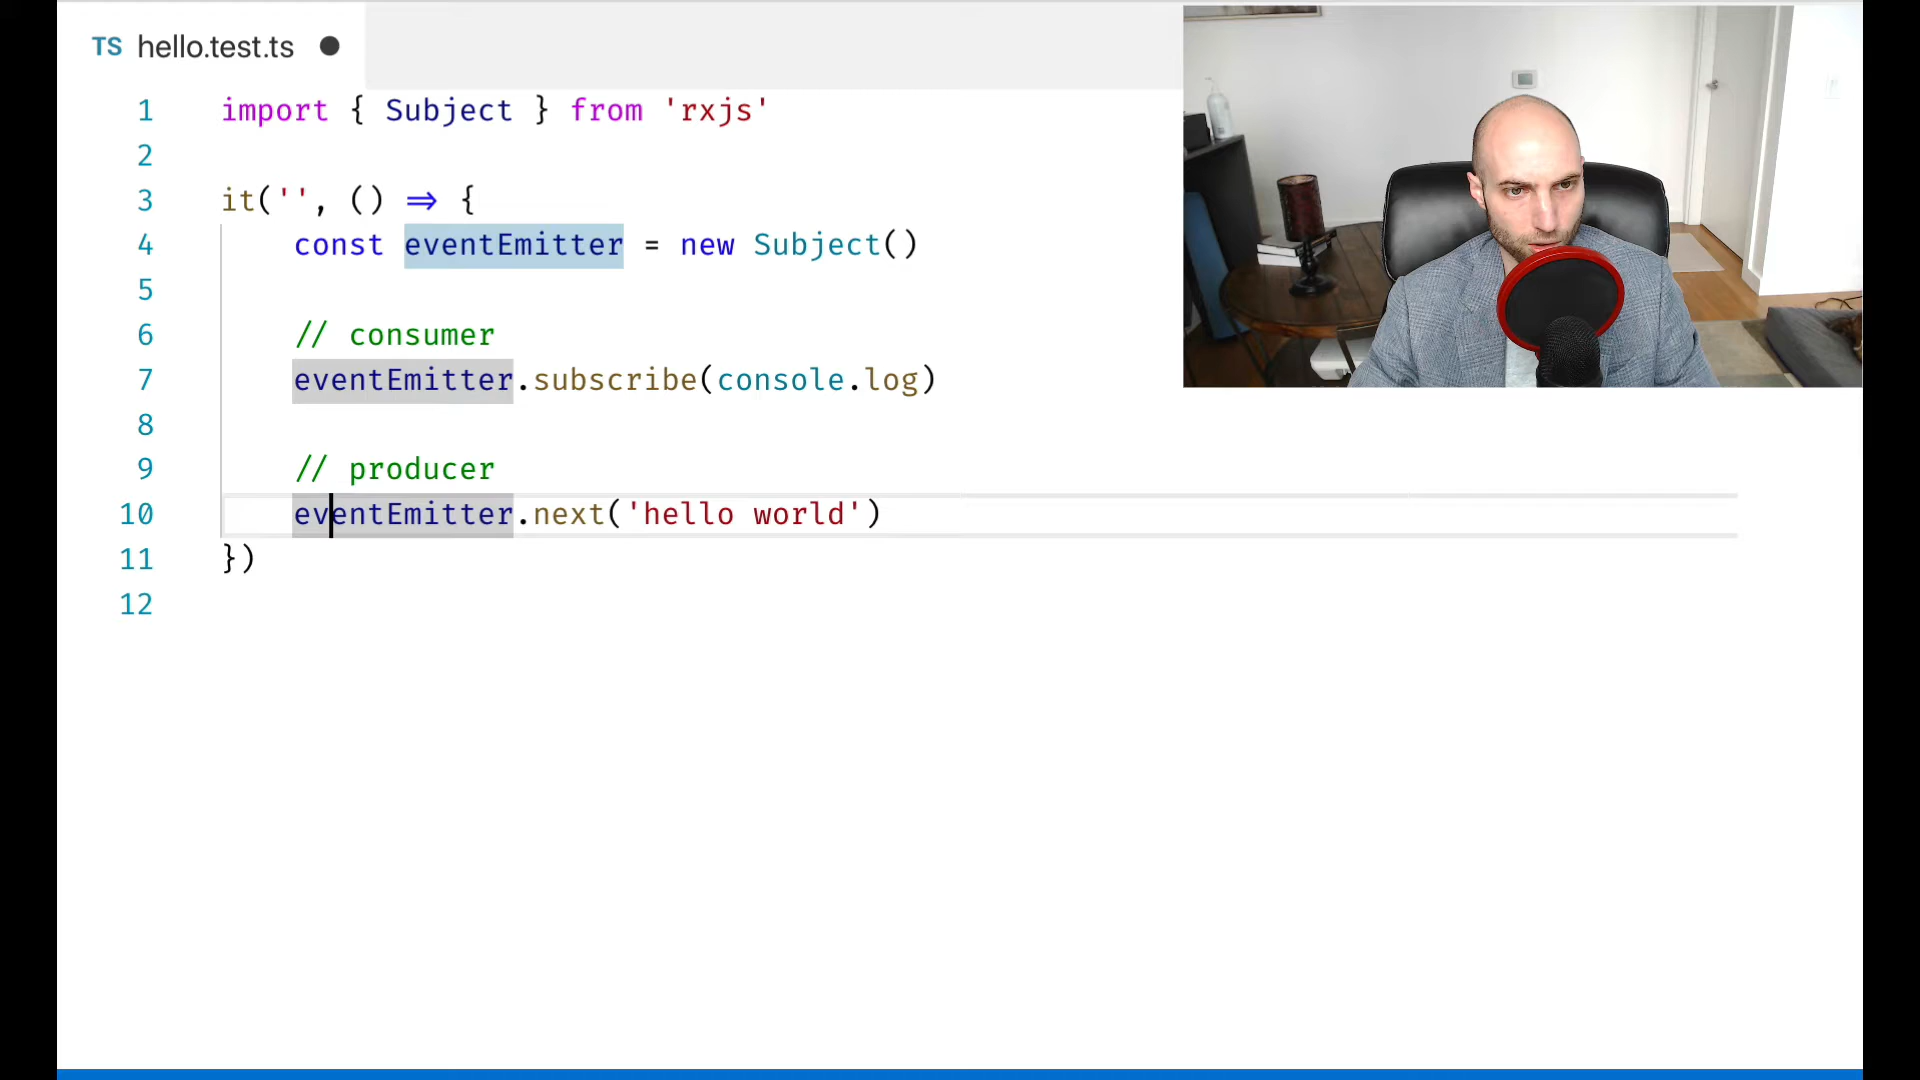 TS hello.test.ts
1 import { Subject } from 'rxjs'
2
3 it('', () => {
4 const eventEmitter = new Subject()
5
6 // consumer
7 eventEmitter.subscribe(console.log)
8
9 // producer
10 eventEmitter.next('hello world')
11 })
12